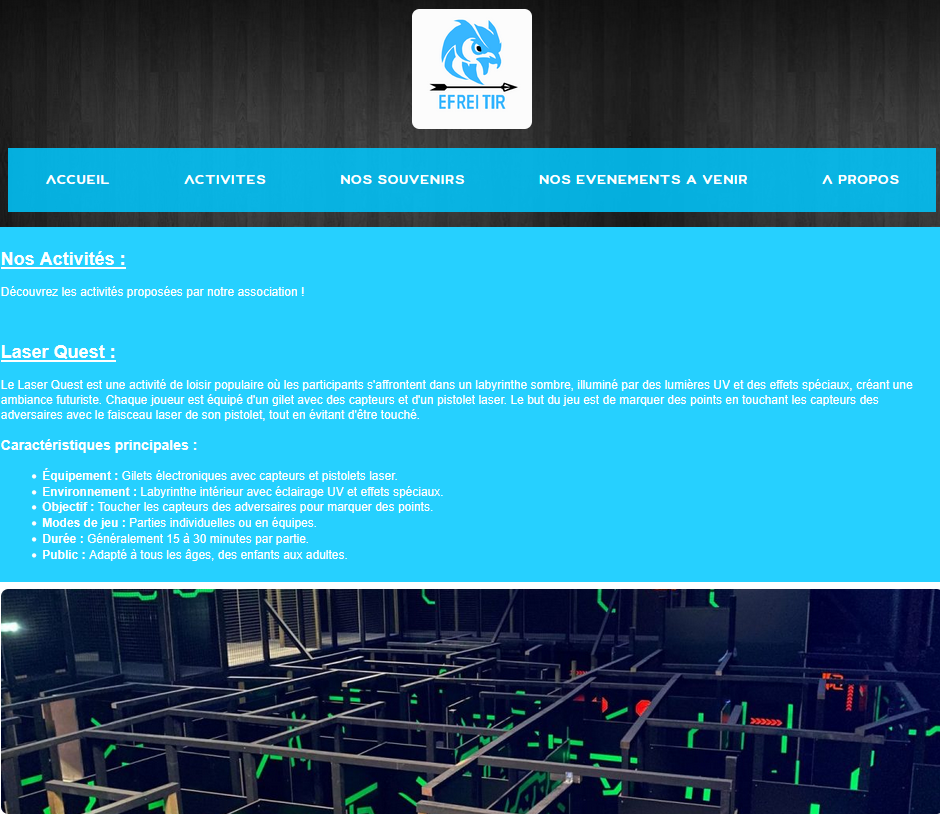 EFREI TIR
ACCUEIL ACTIVITES NOS SOUVENIRS NOS EVENEMENTS A VENIR A PROPOS
Nos Activités :
Découvrez les activités proposées par notre association !
Laser Quest :
Le Laser Quest est une activité de loisir populaire où les participants s'affrontent dans un labyrinthe sombre, illuminé par des lumières UV et des effets spéciaux, créant une
ambiance futuriste. Chaque joueur est équipé d'un gilet avec des capteurs et d'un pistolet laser. Le but du jeu est de marquer des points en touchant les capteurs des
adversaires avec le faisceau laser de son pistolet, tout en évitant d'être touché.
Caractéristiques principales :
• Équipement : Gilets électroniques avec capteurs et pistolets laser.
• Environnement : Labyrinthe intérieur avec éclairage UV et effets spéciaux.
• Objectif : Toucher les capteurs des adversaires pour marquer des points.
• Modes de jeu : Parties individuelles ou en équipes.
• Durée : Généralement 15 à 30 minutes par partie.
• Public : Adapté à tous les âges, des enfants aux adultes.